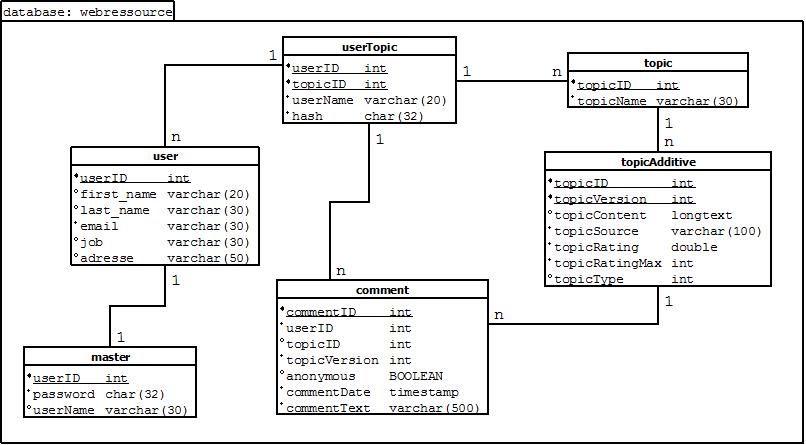 database: webressource
userTopic
userID int
topicID int
userName varchar(20)
hash char(32)
topic
topicID int
topicName varchar(30)
1
1
n
1
n
1
n
user
userID int
first_name varchar(20)
last_name varchar(30)
email varchar(30)
job varchar(30)
adresse varchar(50)
topicAdditive
topicID int
topicVersion int
topicContent longtext
topicSource varchar(100)
topicRating double
topicRatingMax int
topicType int
1
n
1
n
1
comment
commentID int
userID int
topicID int
topicVersion int
anonymous BOOLEAN
commentDate timestamp
commentText varchar(500)
master
userID int
password char(32)
userName varchar(30)